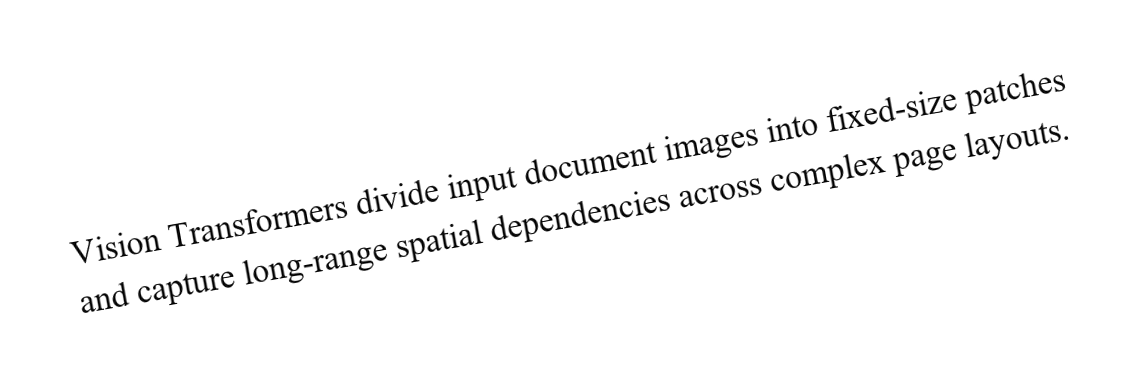 Vision Transformers divide input document images into fixed-size patches
and capture long-range spatial dependencies across complex page layouts.